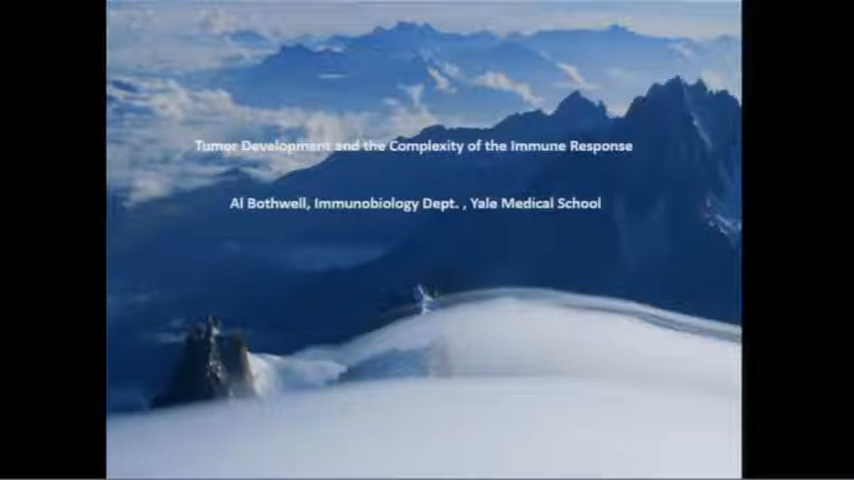 Tumor Development and the Complexity of the Immune Response
Al Bothwell, Immunobiology Dept. , Yale Medical School